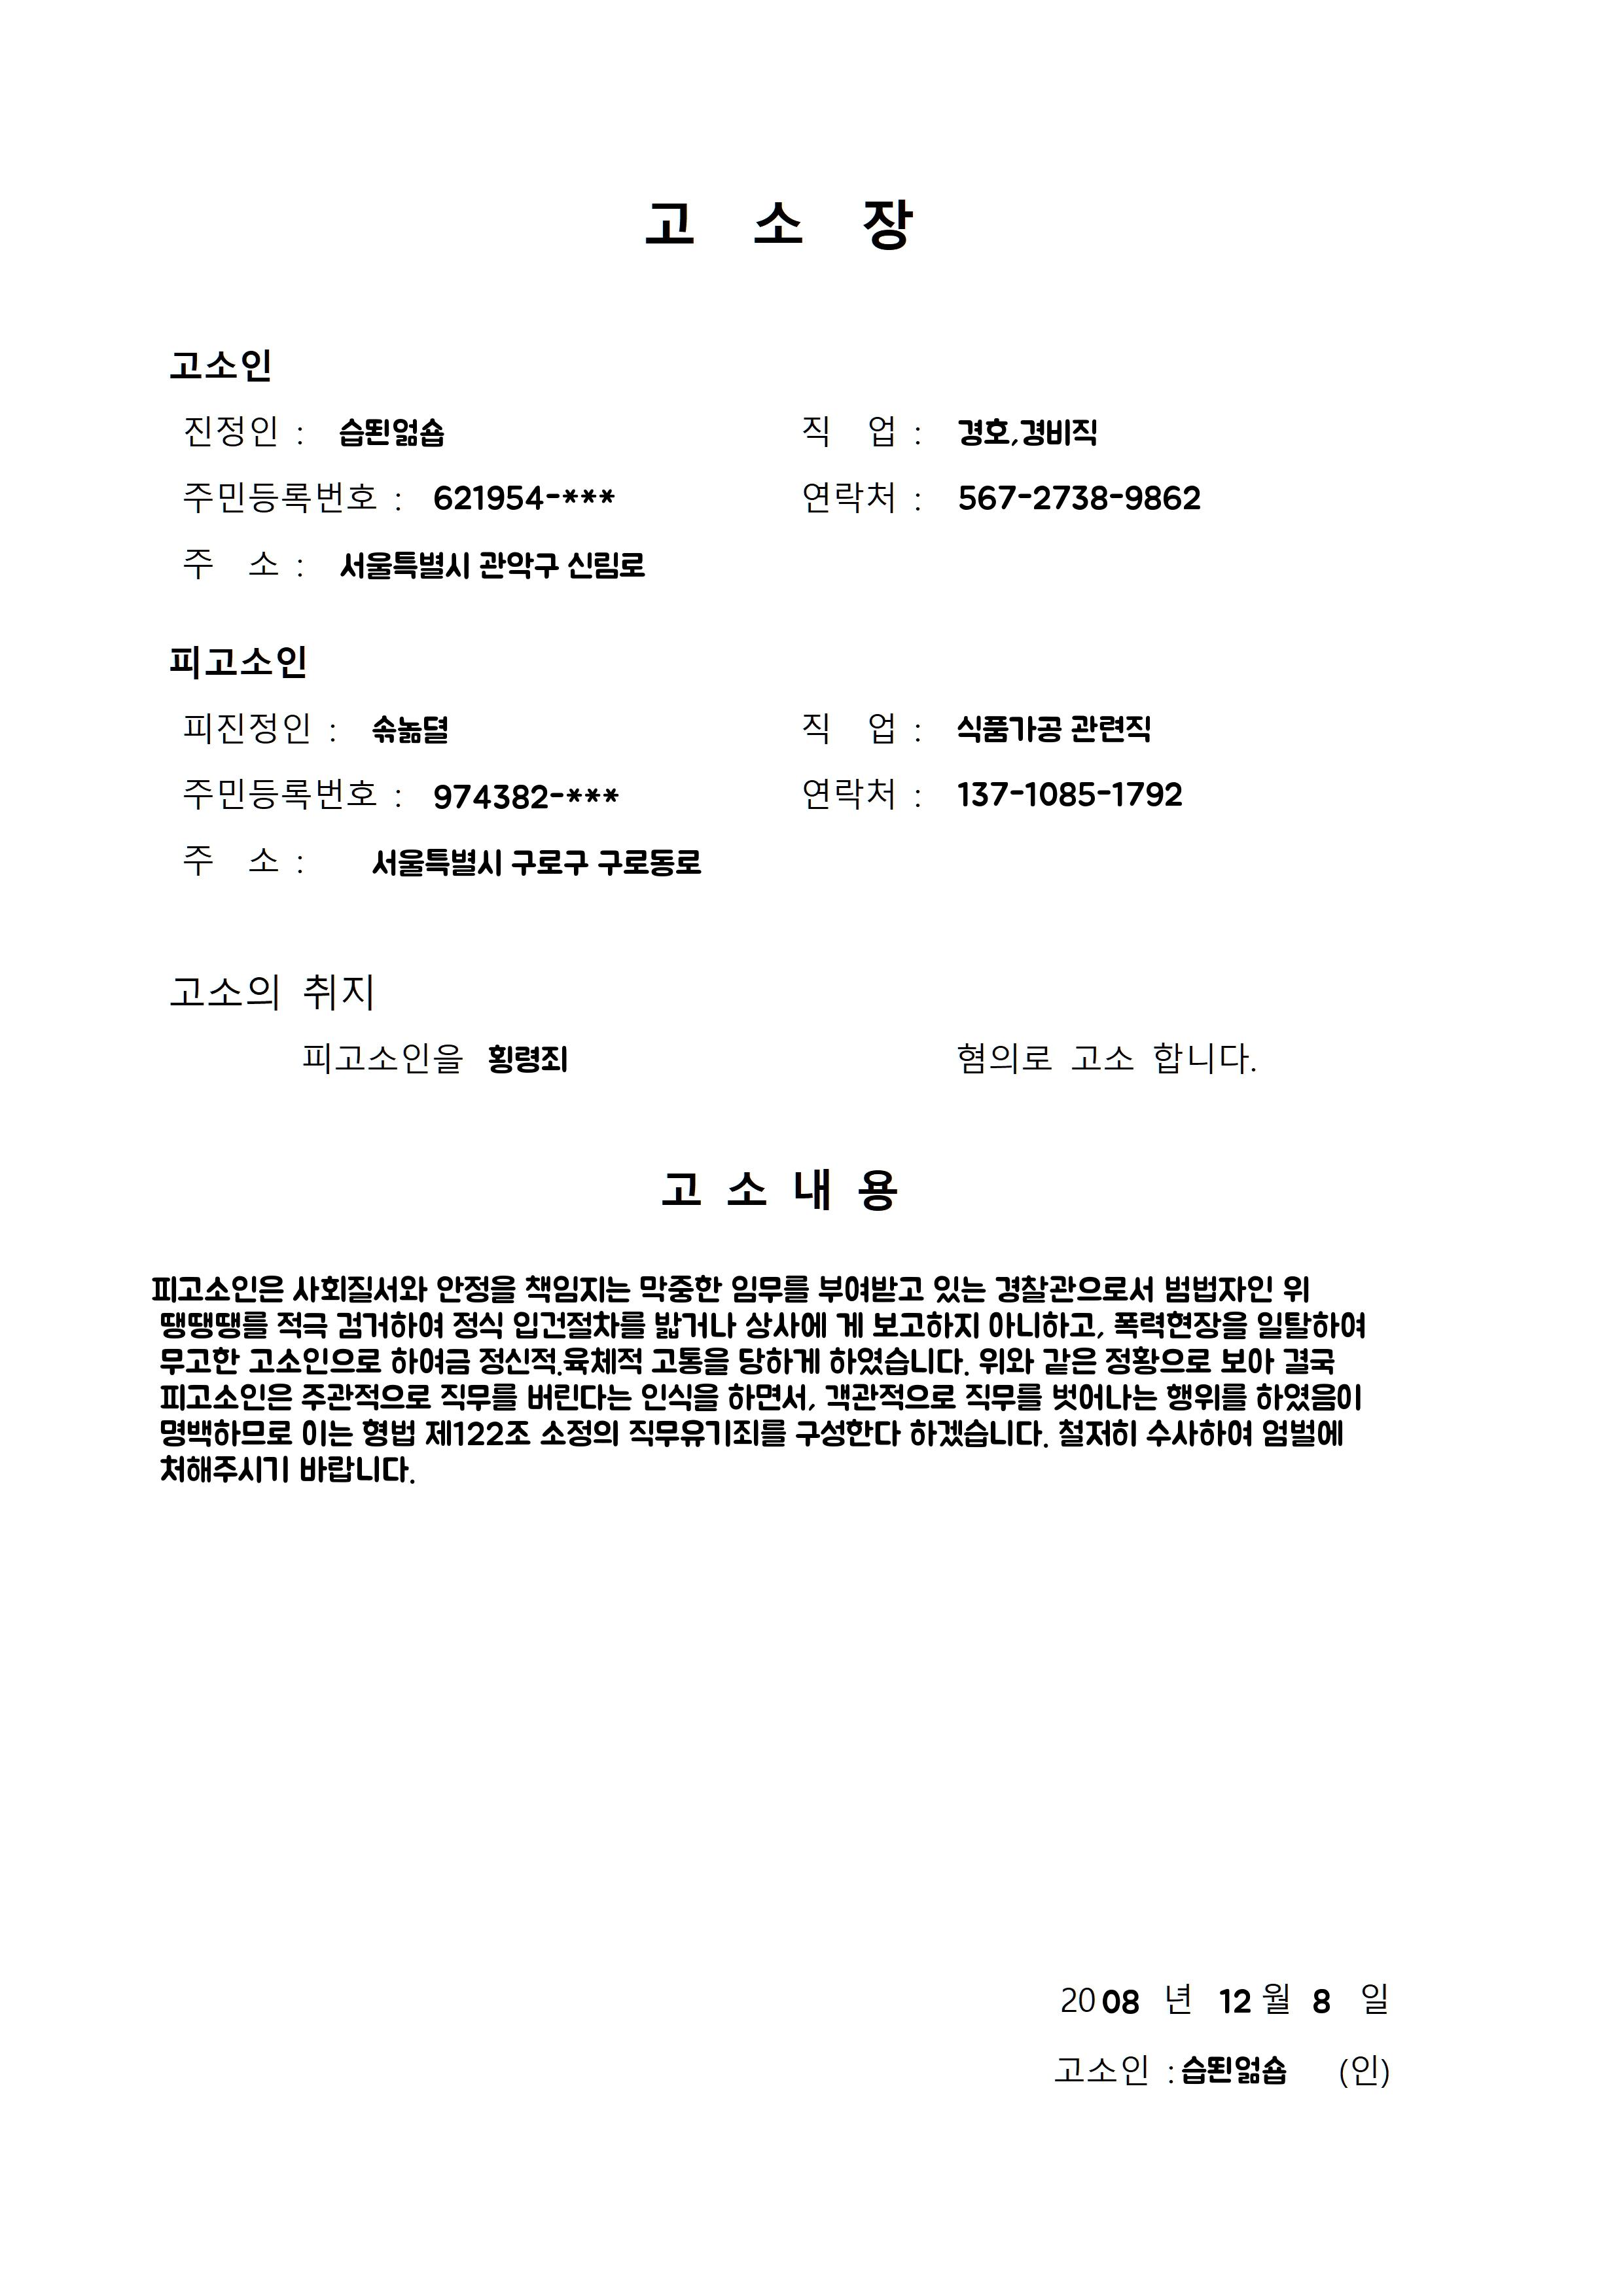 고 소 장
고소인
진정인 : 습퇸얾숍 직 업 : 경호,경비직
주민등록번호 : 621954-*** 연락처 : 567-2738-9862
주 소 : 서울특별시 관악구 신림로
피고소인
피진정인 : 솎눏뎔 직 업 : 식품가공 관련직
주민등록번호 : 974382-*** 연락처 : 137-1085-1792
주 소 : 서울특별시 구로구 구로동로
고소의 취지
피고소인을 횡령죄 혐의로 고소 합니다.
고 소 내 용
피고소인은 사회질서와 안정을 책임지는 막중한 임무를 부여받고 있는 경찰관으로서 범법자인 위
땡땡땡를 적극 검거하여 정식 입건절차를 밟거나 상사에 게 보고하지 아니하고, 폭력현장을 일탈하여
무고한 고소인으로 하여금 정신적.육체적 고통을 당하게 하였습니다. 위와 같은 정황으로 보아 결국
피고소인은 주관적으로 직무를 버린다는 인식을 하면서, 객관적으로 직무를 벗어나는 행위를 하였음이
명백하므로 이는 형법 제122조 소정의 직무유기죄를 구성한다 하겠습니다. 철저히 수사하여 엄벌에
처해주시기 바랍니다.
2008 년 12 월 8 일
고소인 : 습퇸얾숍 (인)